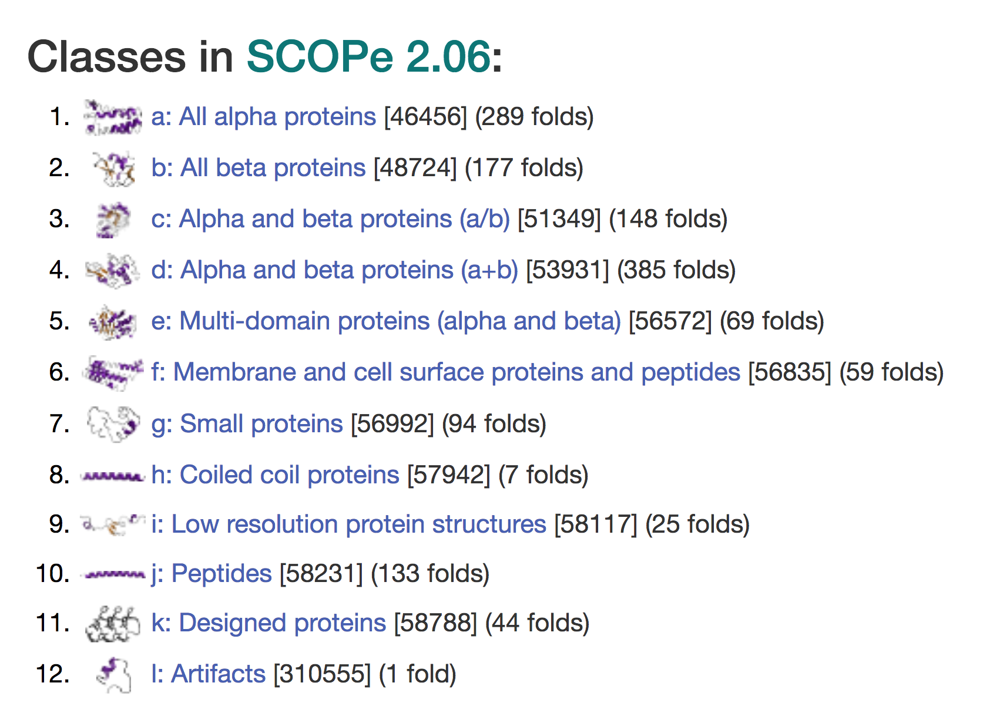 Classes in SCOPe 2.06:
1. a: All alpha proteins [46456] (289 folds)
2. b: All beta proteins [48724] (177 folds)
3. c: Alpha and beta proteins (a/b) [51349] (148 folds)
4. d: Alpha and beta proteins (a+b) [53931] (385 folds)
5. e: Multi-domain proteins (alpha and beta) [56572] (69 folds)
6. f: Membrane and cell surface proteins and peptides [56835] (59 folds)
7. g: Small proteins [56992] (94 folds)
8. h: Coiled coil proteins [57942] (7 folds)
9. i: Low resolution protein structures [58117] (25 folds)
10. j: Peptides [58231] (133 folds)
11. k: Designed proteins [58788] (44 folds)
12. l: Artifacts [310555] (1 fold)